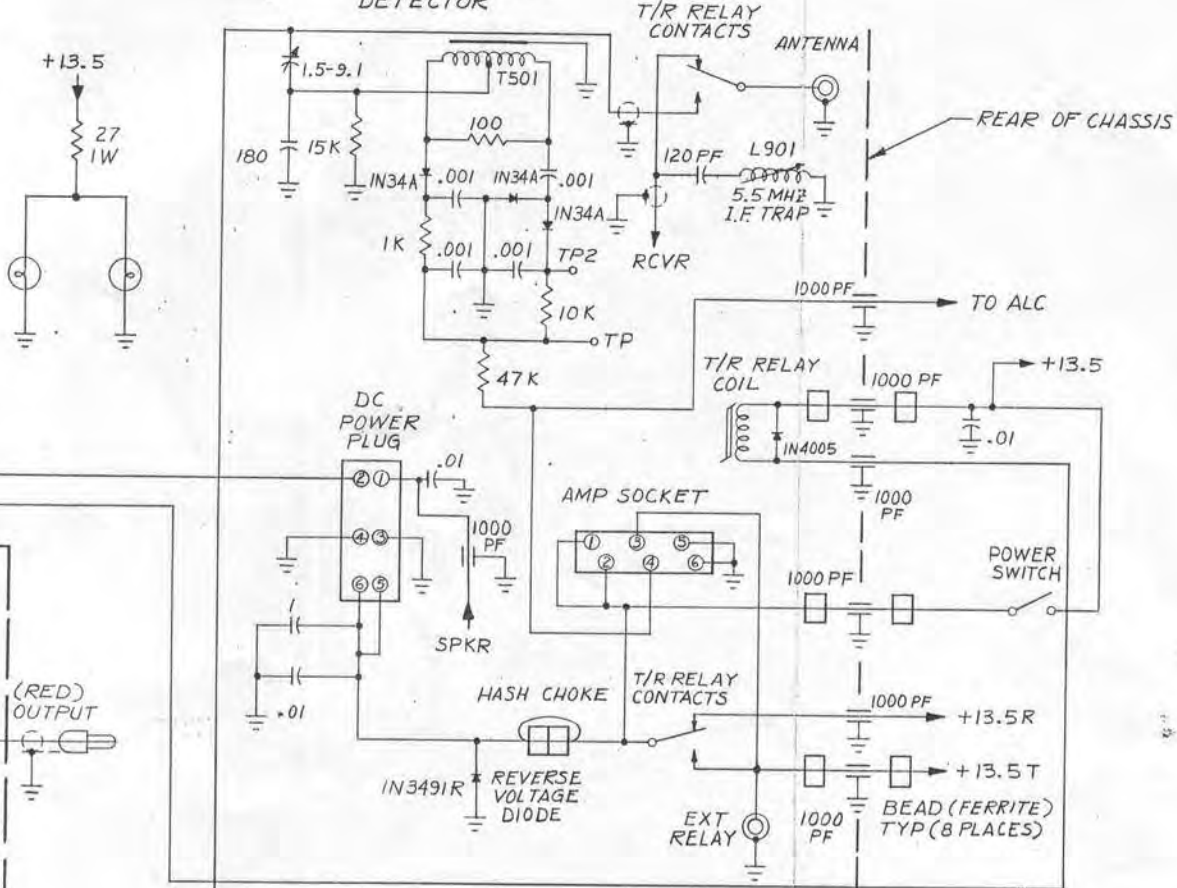 DETECTOR
T/R RELAY
CONTACTS
ANTENNA
+13.5
27
1W
1.5-9.1
T501
180
15K
100
1N34A
.001
1N34A
.001
1N34A
1K
.001
.001
TP2
10K
TP
47K
120 PF
L901
5.5 MHZ
I.F. TRAP
RCVR
REAR OF CHASSIS
1000 PF
TO ALC
T/R RELAY
COIL
1000 PF
+13.5
.01
1N4005
1000
PF
DC
POWER
PLUG
2 1
4 3
6 5
.01
1000
PF
SPKR
.1
.01
AMP SOCKET
1 3 5
2 4 6
1000 PF
POWER
SWITCH
(RED)
OUTPUT
HASH CHOKE
T/R RELAY
CONTACTS
1000 PF
+13.5R
+13.5T
1N3491R
REVERSE
VOLTAGE
DIODE
EXT
RELAY
1000
PF
BEAD (FERRITE)
TYP (8 PLACES)